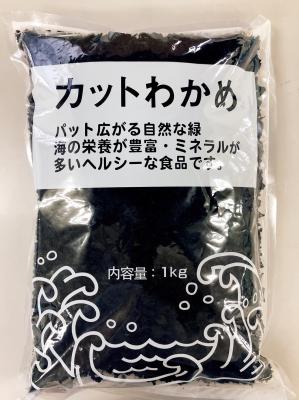 カットわかめ
パット広がる自然な緑
海の栄養が豊富・ミネラルが
多いヘルシーな食品です。
内容量：1kg